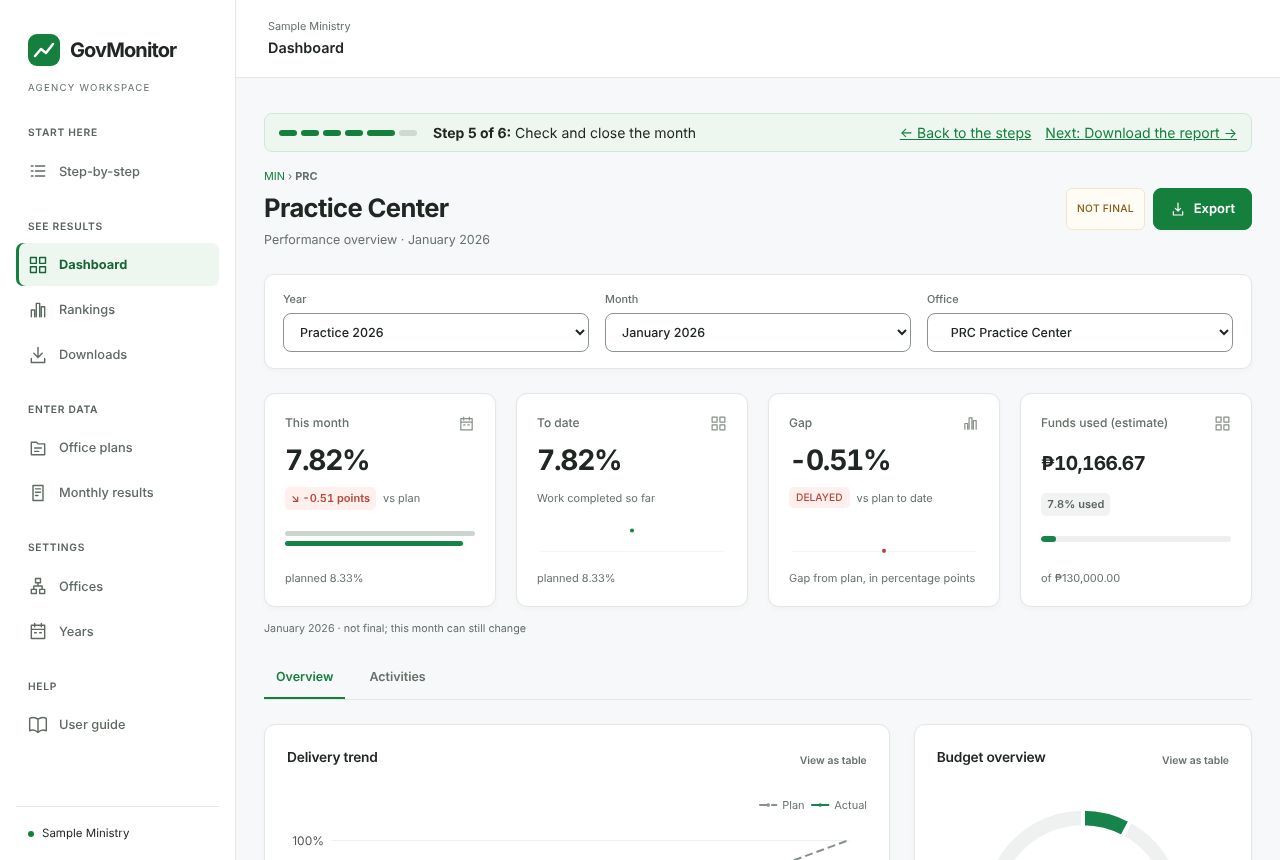 GovMonitor
AGENCY WORKSPACE
START HERE
Step-by-step
SEE RESULTS
Dashboard
Rankings
Downloads
ENTER DATA
Office plans
Monthly results
SETTINGS
Offices
Years
HELP
User guide
Sample Ministry
Sample Ministry
Dashboard
Step 5 of 6: Check and close the month
← Back to the steps
Next: Download the report →
MIN › PRC
Practice Center
Performance overview · January 2026
NOT FINAL
Export
Year
Month
Office
Practice 2026
January 2026
PRC Practice Center
This month
7.82%
↘ -0.51 points vs plan
planned 8.33%
To date
7.82%
Work completed so far
planned 8.33%
Gap
-0.51%
DELAYED vs plan to date
Gap from plan, in percentage points
Funds used (estimate)
₱10,166.67
7.8% used
of ₱130,000.00
January 2026 · not final; this month can still change
Overview
Activities
Delivery trend
View as table
Plan
Actual
100%
Budget overview
View as table